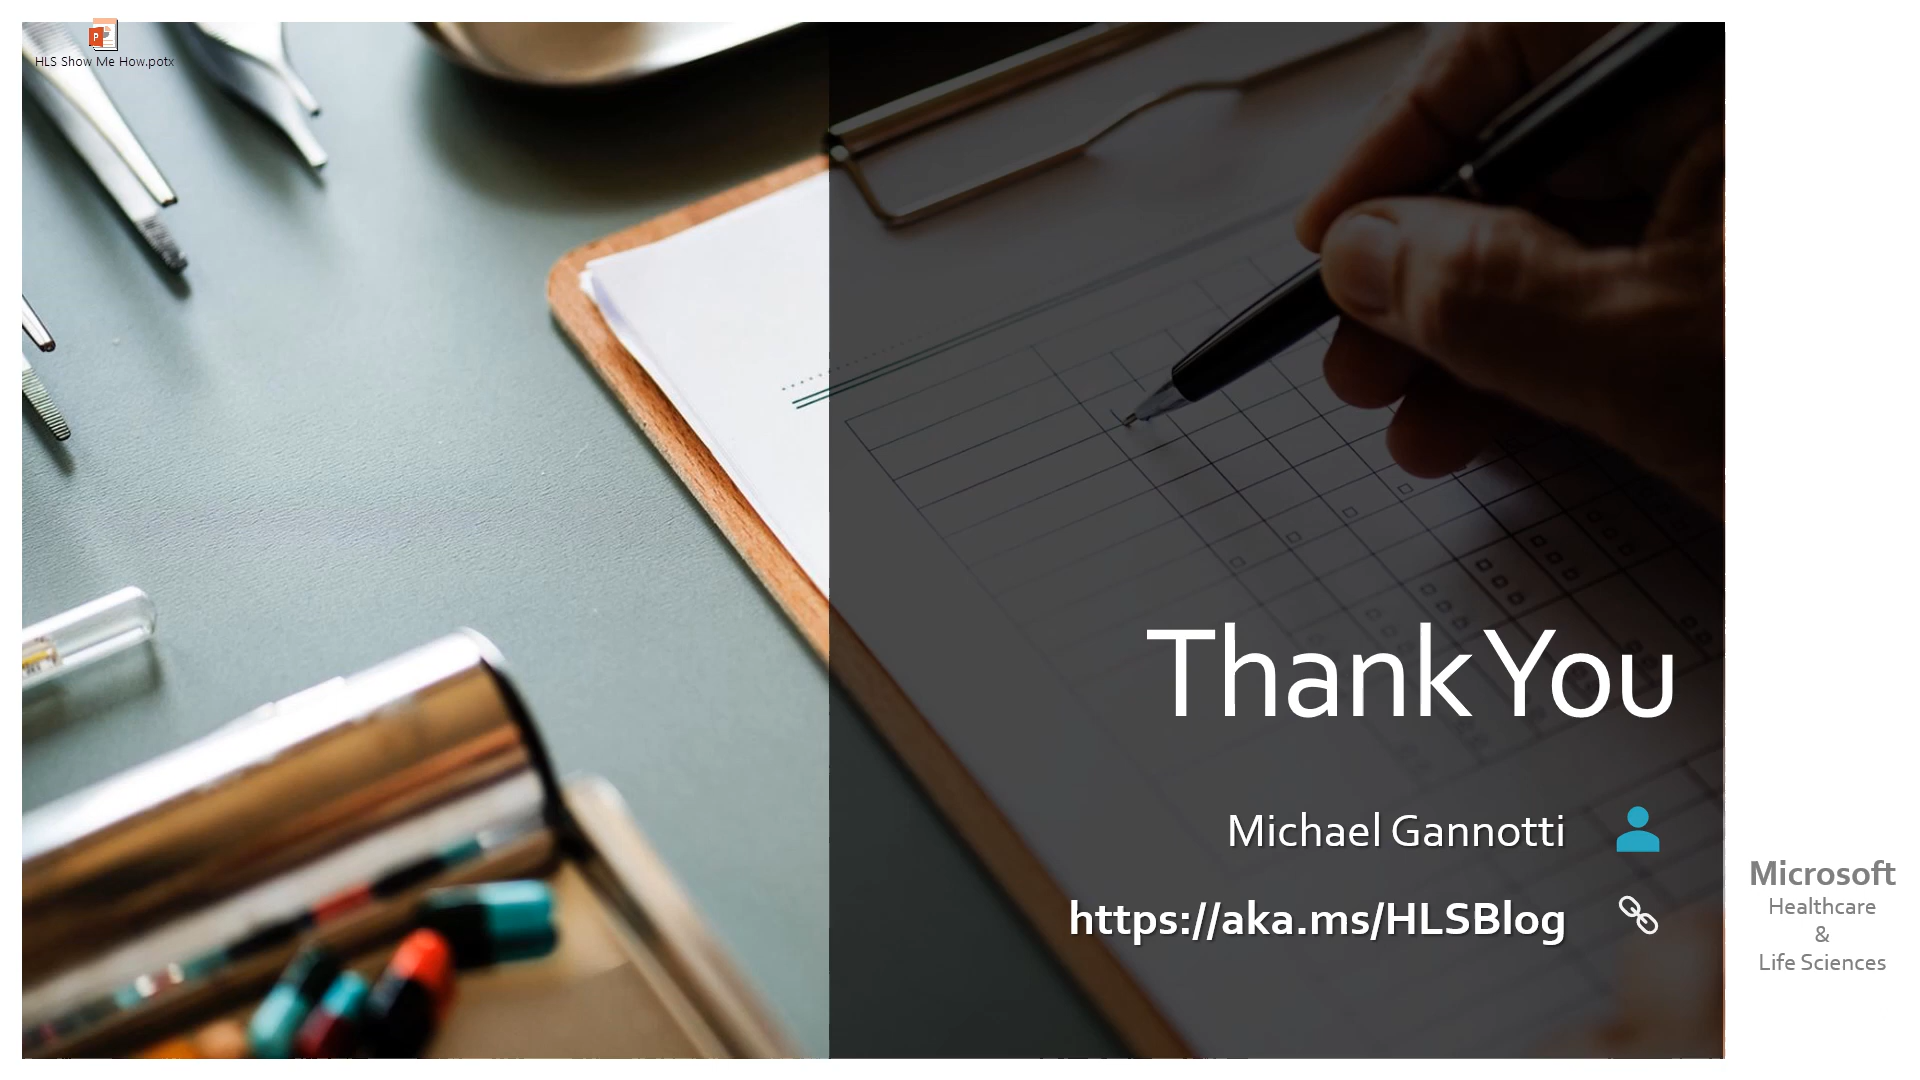 HLS Show Me How.potx
Thank You
Michael Gannotti
https://aka.ms/HLSBlog
Microsoft
Healthcare
&
Life Sciences